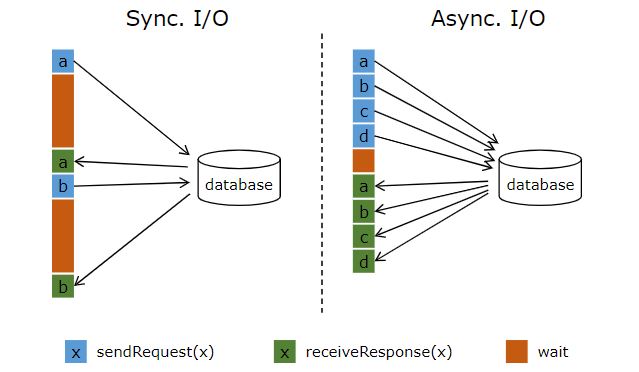 Sync. I/O
Async. I/O
a
a
b
b
database
a
b
c
d
a
b
c
d
database
x sendRequest(x)
x receiveResponse(x)
wait